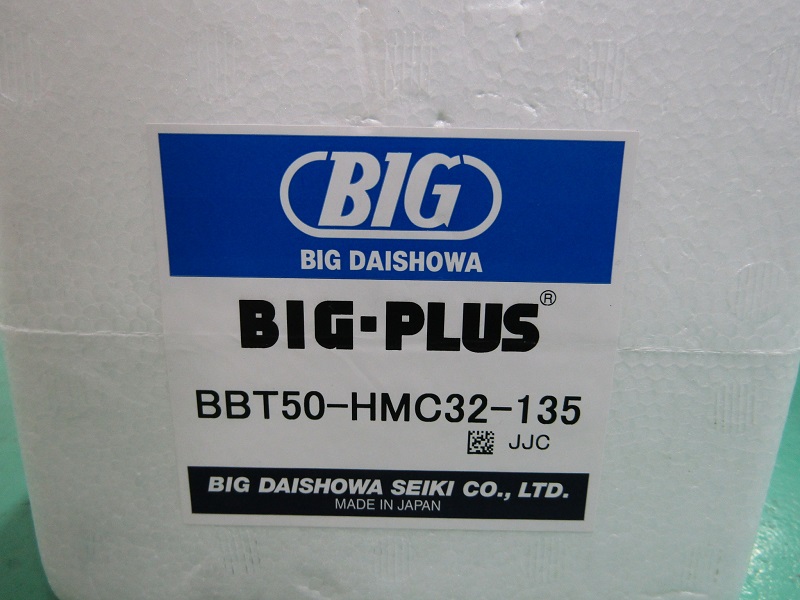 BIG
BIG DAISHOWA
BIG-PLUS®
BBT50-HMC32-135
JJC
BIG DAISHOWA SEIKI CO., LTD.
MADE IN JAPAN